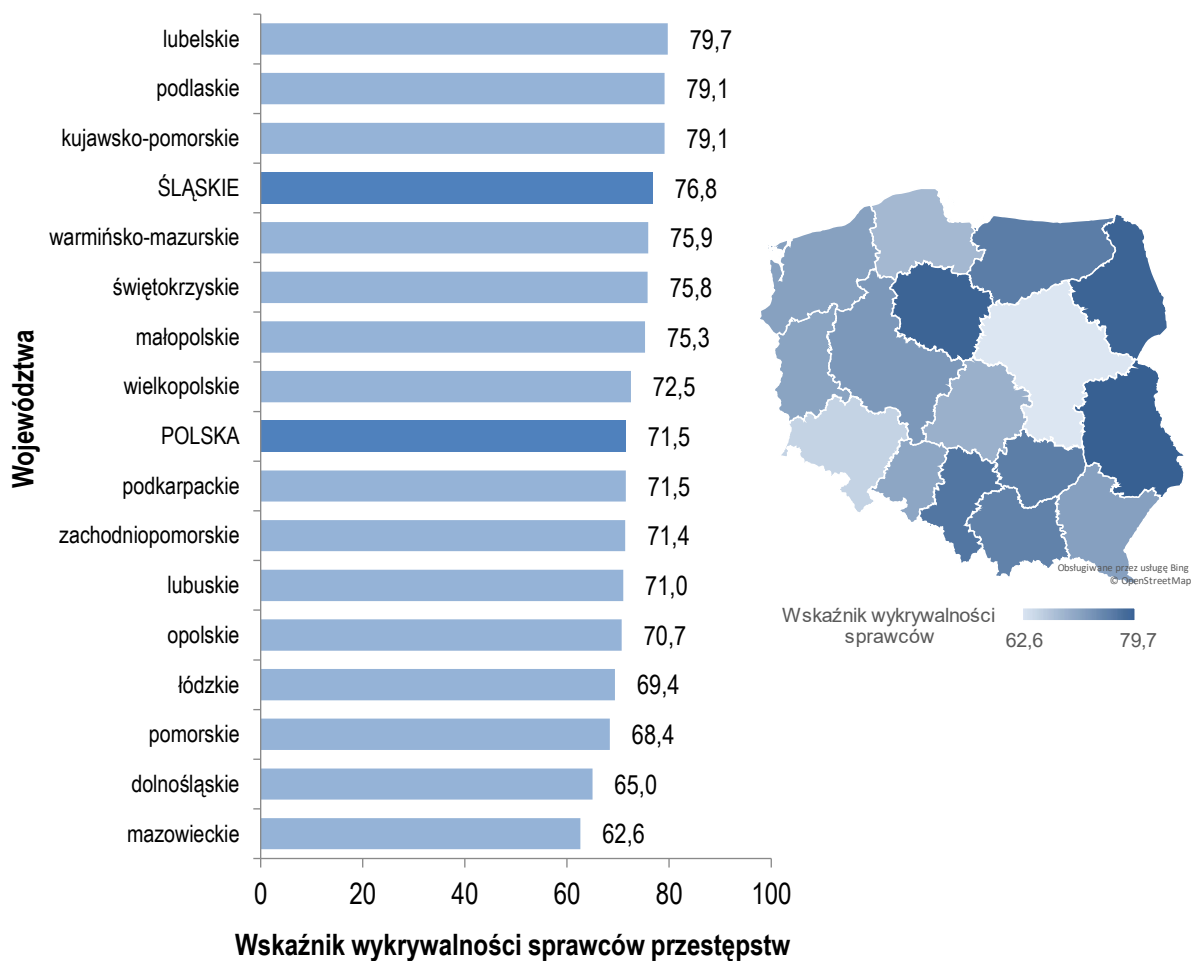 Województwa
lubelskie 79,7
podlaskie 79,1
kujawsko-pomorskie 79,1
ŚLĄSKIE 76,8
warmińsko-mazurskie 75,9
świętokrzyskie 75,8
małopolskie 75,3
wielkopolskie 72,5
POLSKA 71,5
podkarpackie 71,5
zachodniopomorskie 71,4
lubuskie 71,0
opolskie 70,7
łódzkie 69,4
pomorskie 68,4
dolnośląskie 65,0
mazowieckie 62,6
0 20 40 60 80 100
Wskaźnik wykrywalności sprawców przestępstw
Obsługiwane przez usługę Bing
© OpenStreetMap
Wskaźnik wykrywalności
sprawców
62,6 79,7